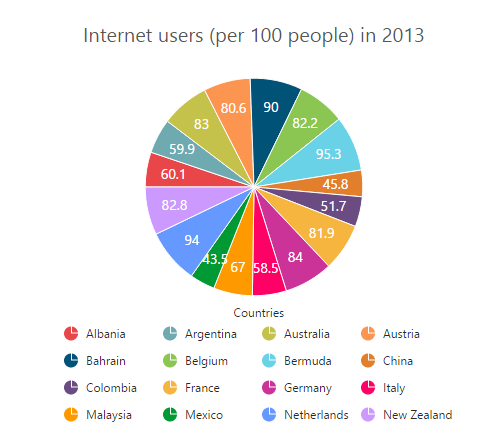 Internet users (per 100 people) in 2013
80.6 90
83 82.2
59.9 95.3
60.1 45.8
82.8 51.7
94 81.9
43.5 67 58.5 84
Countries
Albania Argentina Australia Austria
Bahrain Belgium Bermuda China
Colombia France Germany Italy
Malaysia Mexico Netherlands New Zealand